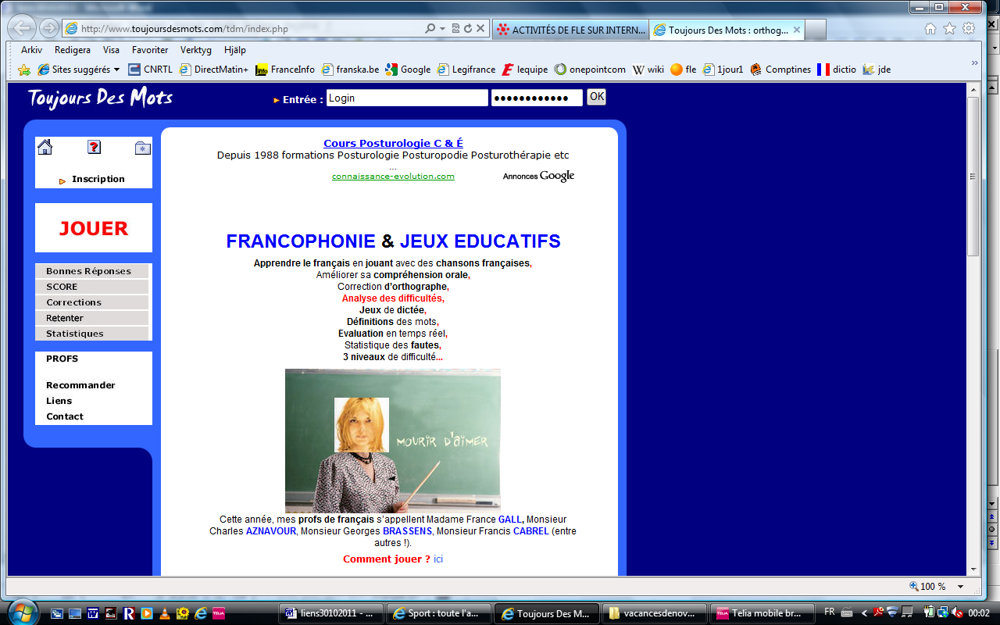 http://www.toujoursdesmots.com/tdm/index.php
ACTIVITÉS DE FLE SUR INTERN...
Toujours Des Mots : orthog...
Arkiv Redigera Visa Favoriter Verktyg Hjälp
Sites suggérés CNRTL DirectMatin+ FranceInfo franska.be Google Legifrance lequipe onepointcom wiki fle 1jour1 Comptines dictio jde
Toujours Des Mots
Entrée : Login ●●●●●●●●●●●● OK
Inscription
JOUER
Bonnes Réponses
SCORE
Corrections
Retenter
Statistiques
PROFS
Recommander
Liens
Contact
Cours Posturologie C & É
Depuis 1988 formations Posturologie Posturopodie Posturothérapie etc
...
connaissance-evolution.com
Annonces Google
FRANCOPHONIE & JEUX EDUCATIFS
Apprendre le français en jouant avec des chansons françaises,
Améliorer sa compréhension orale,
Correction d'orthographe,
Analyse des difficultés,
Jeux de dictée,
Définitions des mots,
Evaluation en temps réel,
Statistique des fautes,
3 niveaux de difficulté...
MOURIR D'AIMER
Cette année, mes profs de français s'appellent Madame France GALL, Monsieur
Charles AZNAVOUR, Monsieur Georges BRASSENS, Monsieur Francis CABREL (entre
autres !).
Comment jouer ? ici
100 %
liens30102011 - ...
Sport : toute l'a...
Toujours Des M...
vacancesdenov...
Telia mobile br...
FR
00:02